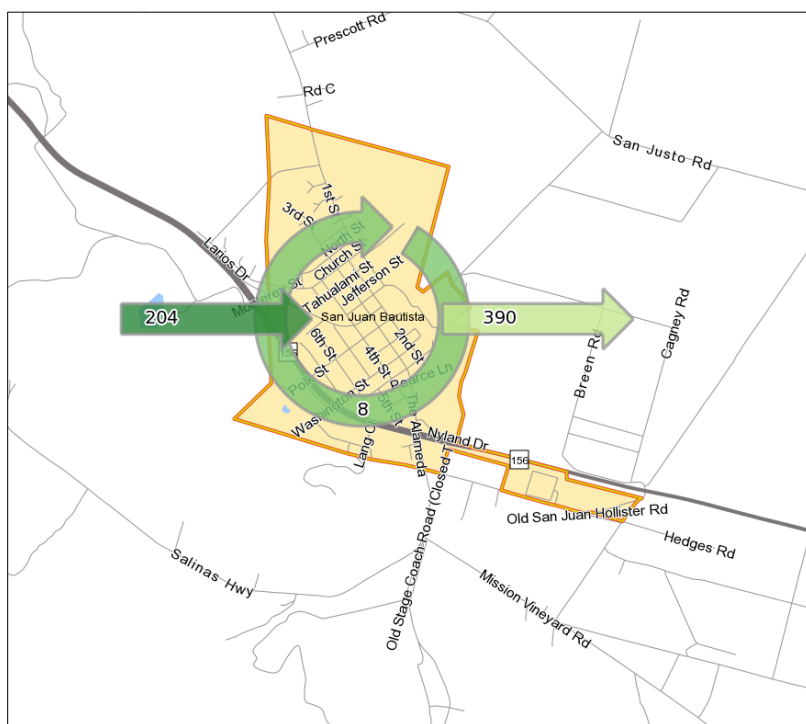 Prescott Rd
Rd C
San Justo Rd
1st St
3rd S
North St
Larios Dr
Church St
Tahualami St
Jefferson St
Monterey St
204
San Juan Bautista
390
Cagney Rd
Breen Rd
6th St
2nd St
4th St
156
Polk St
Pearce Ln
Washington St
5th St
8
The Alameda
Lang C
Nyland Dr
156
Old Stage Coach Road (Closed T
Old San Juan Hollister Rd
Hedges Rd
Salinas Hwy
Mission Vineyard Rd